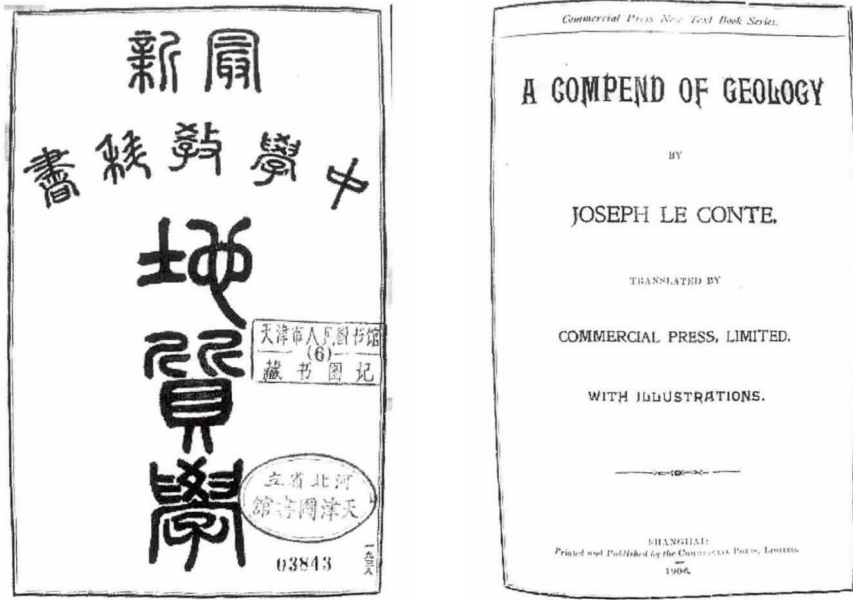 最新
中學教科書
地質學
天津市人民图书馆
(6)
藏书图记
河北省立
天津圖書館
03843
Commercial Press New Text Book Series.
A COMPEND OF GEOLOGY
BY
JOSEPH LE CONTE.
TRANSLATED BY
COMMERCIAL PRESS, LIMITED.
WITH ILLUSTRATIONS.
SHANGHAI:
Printed and Published by the Commercial Press, Limited.
1906.